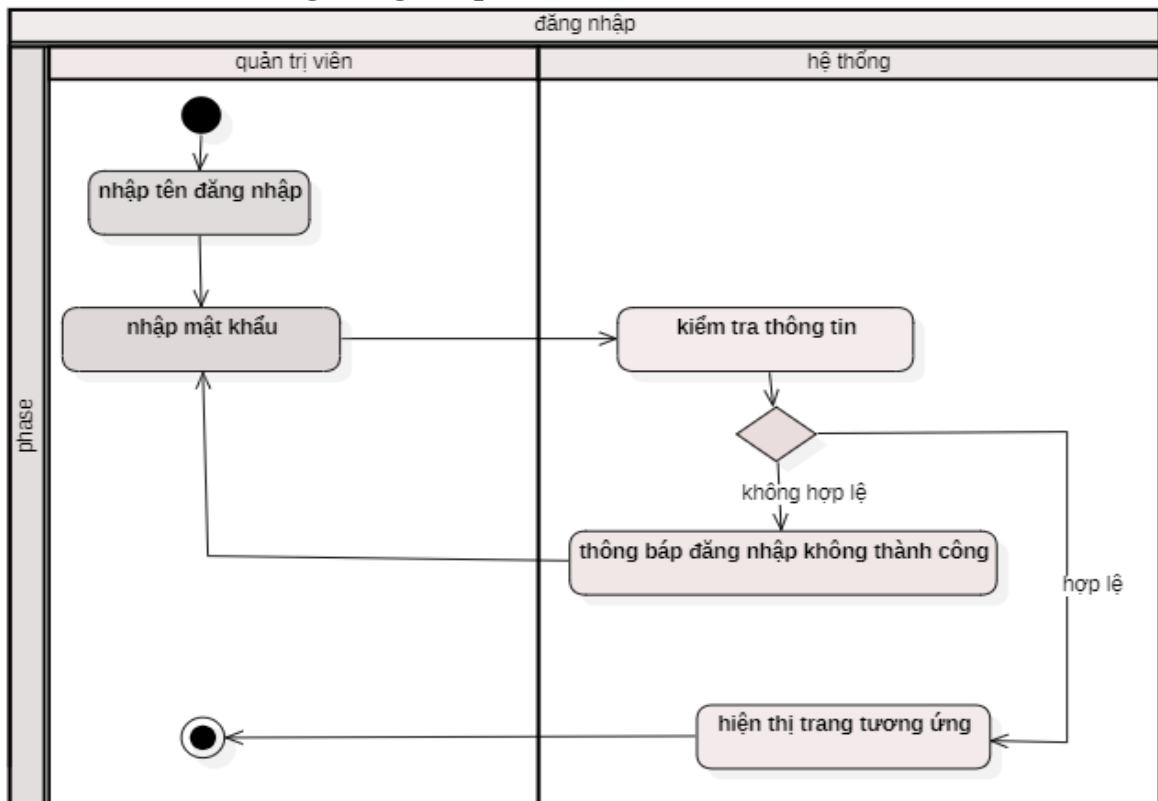 đăng nhập
quản trị viên
hệ thống
phase
nhập tên đăng nhập
nhập mật khẩu
kiểm tra thông tin
không hợp lệ
thông báp đăng nhập không thành công
hợp lệ
hiện thị trang tương ứng